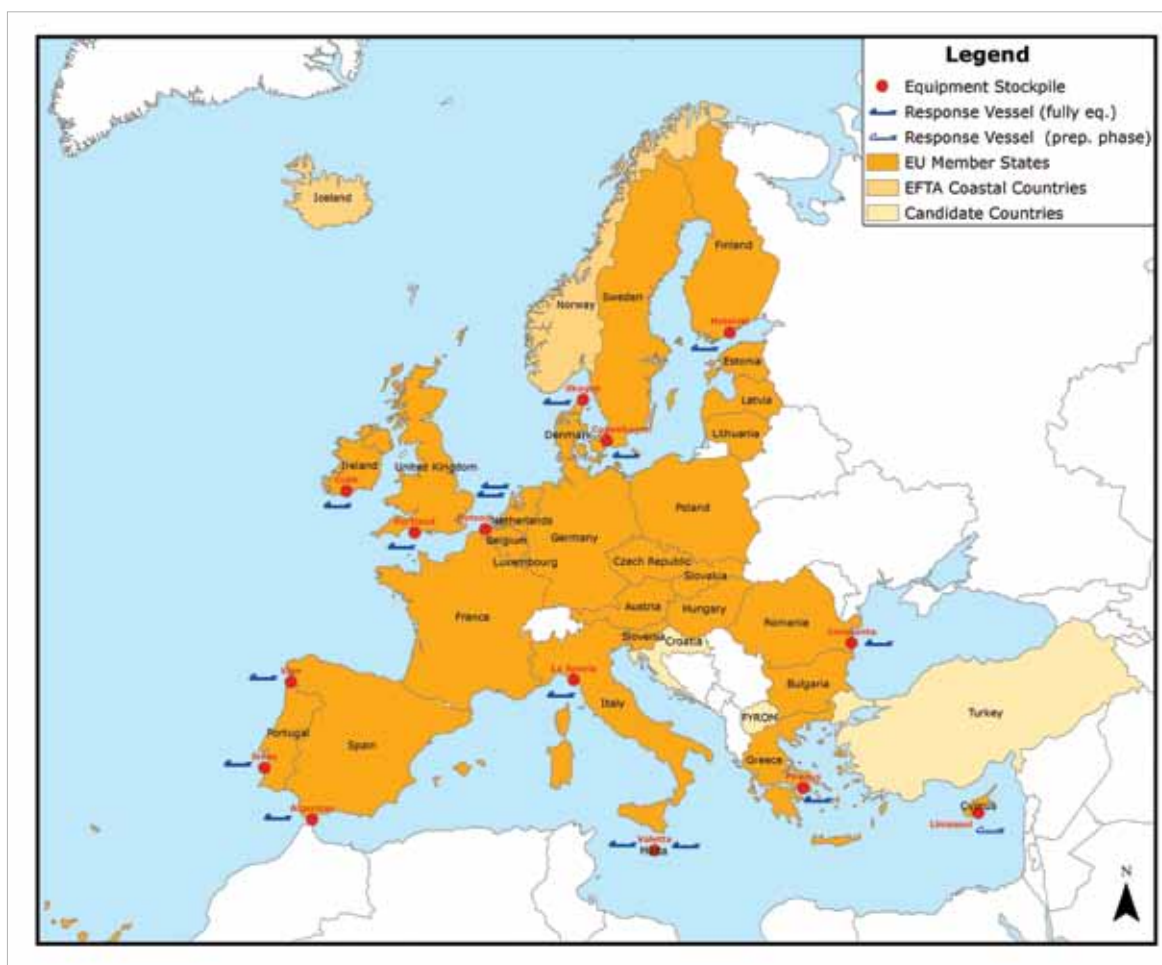 Legend
Equipment Stockpile
Response Vessel (fully eq.)
Response Vessel (prep. phase)
EU Member States
EFTA Coastal Countries
Candidate Countries
Iceland
Finland
Norway
Sweden
Helsinki
Estonia
Skagen
Latvia
Copenhagen
Denmark
Lithuania
Ireland
United Kingdom
Cork
Poland
Portland
Netherlands
Belgium
Germany
Luxembourg
Czech Republic
Slovakia
Austria
Hungary
France
Romania
Slovenia
Croatia
Constanta
La Spezia
Vigo
Bulgaria
Italy
Portugal
Spain
FYROM
Turkey
Greece
Sines
Piraeus
Algeciras
Cyprus
Limassol
Valletta
Malta
N